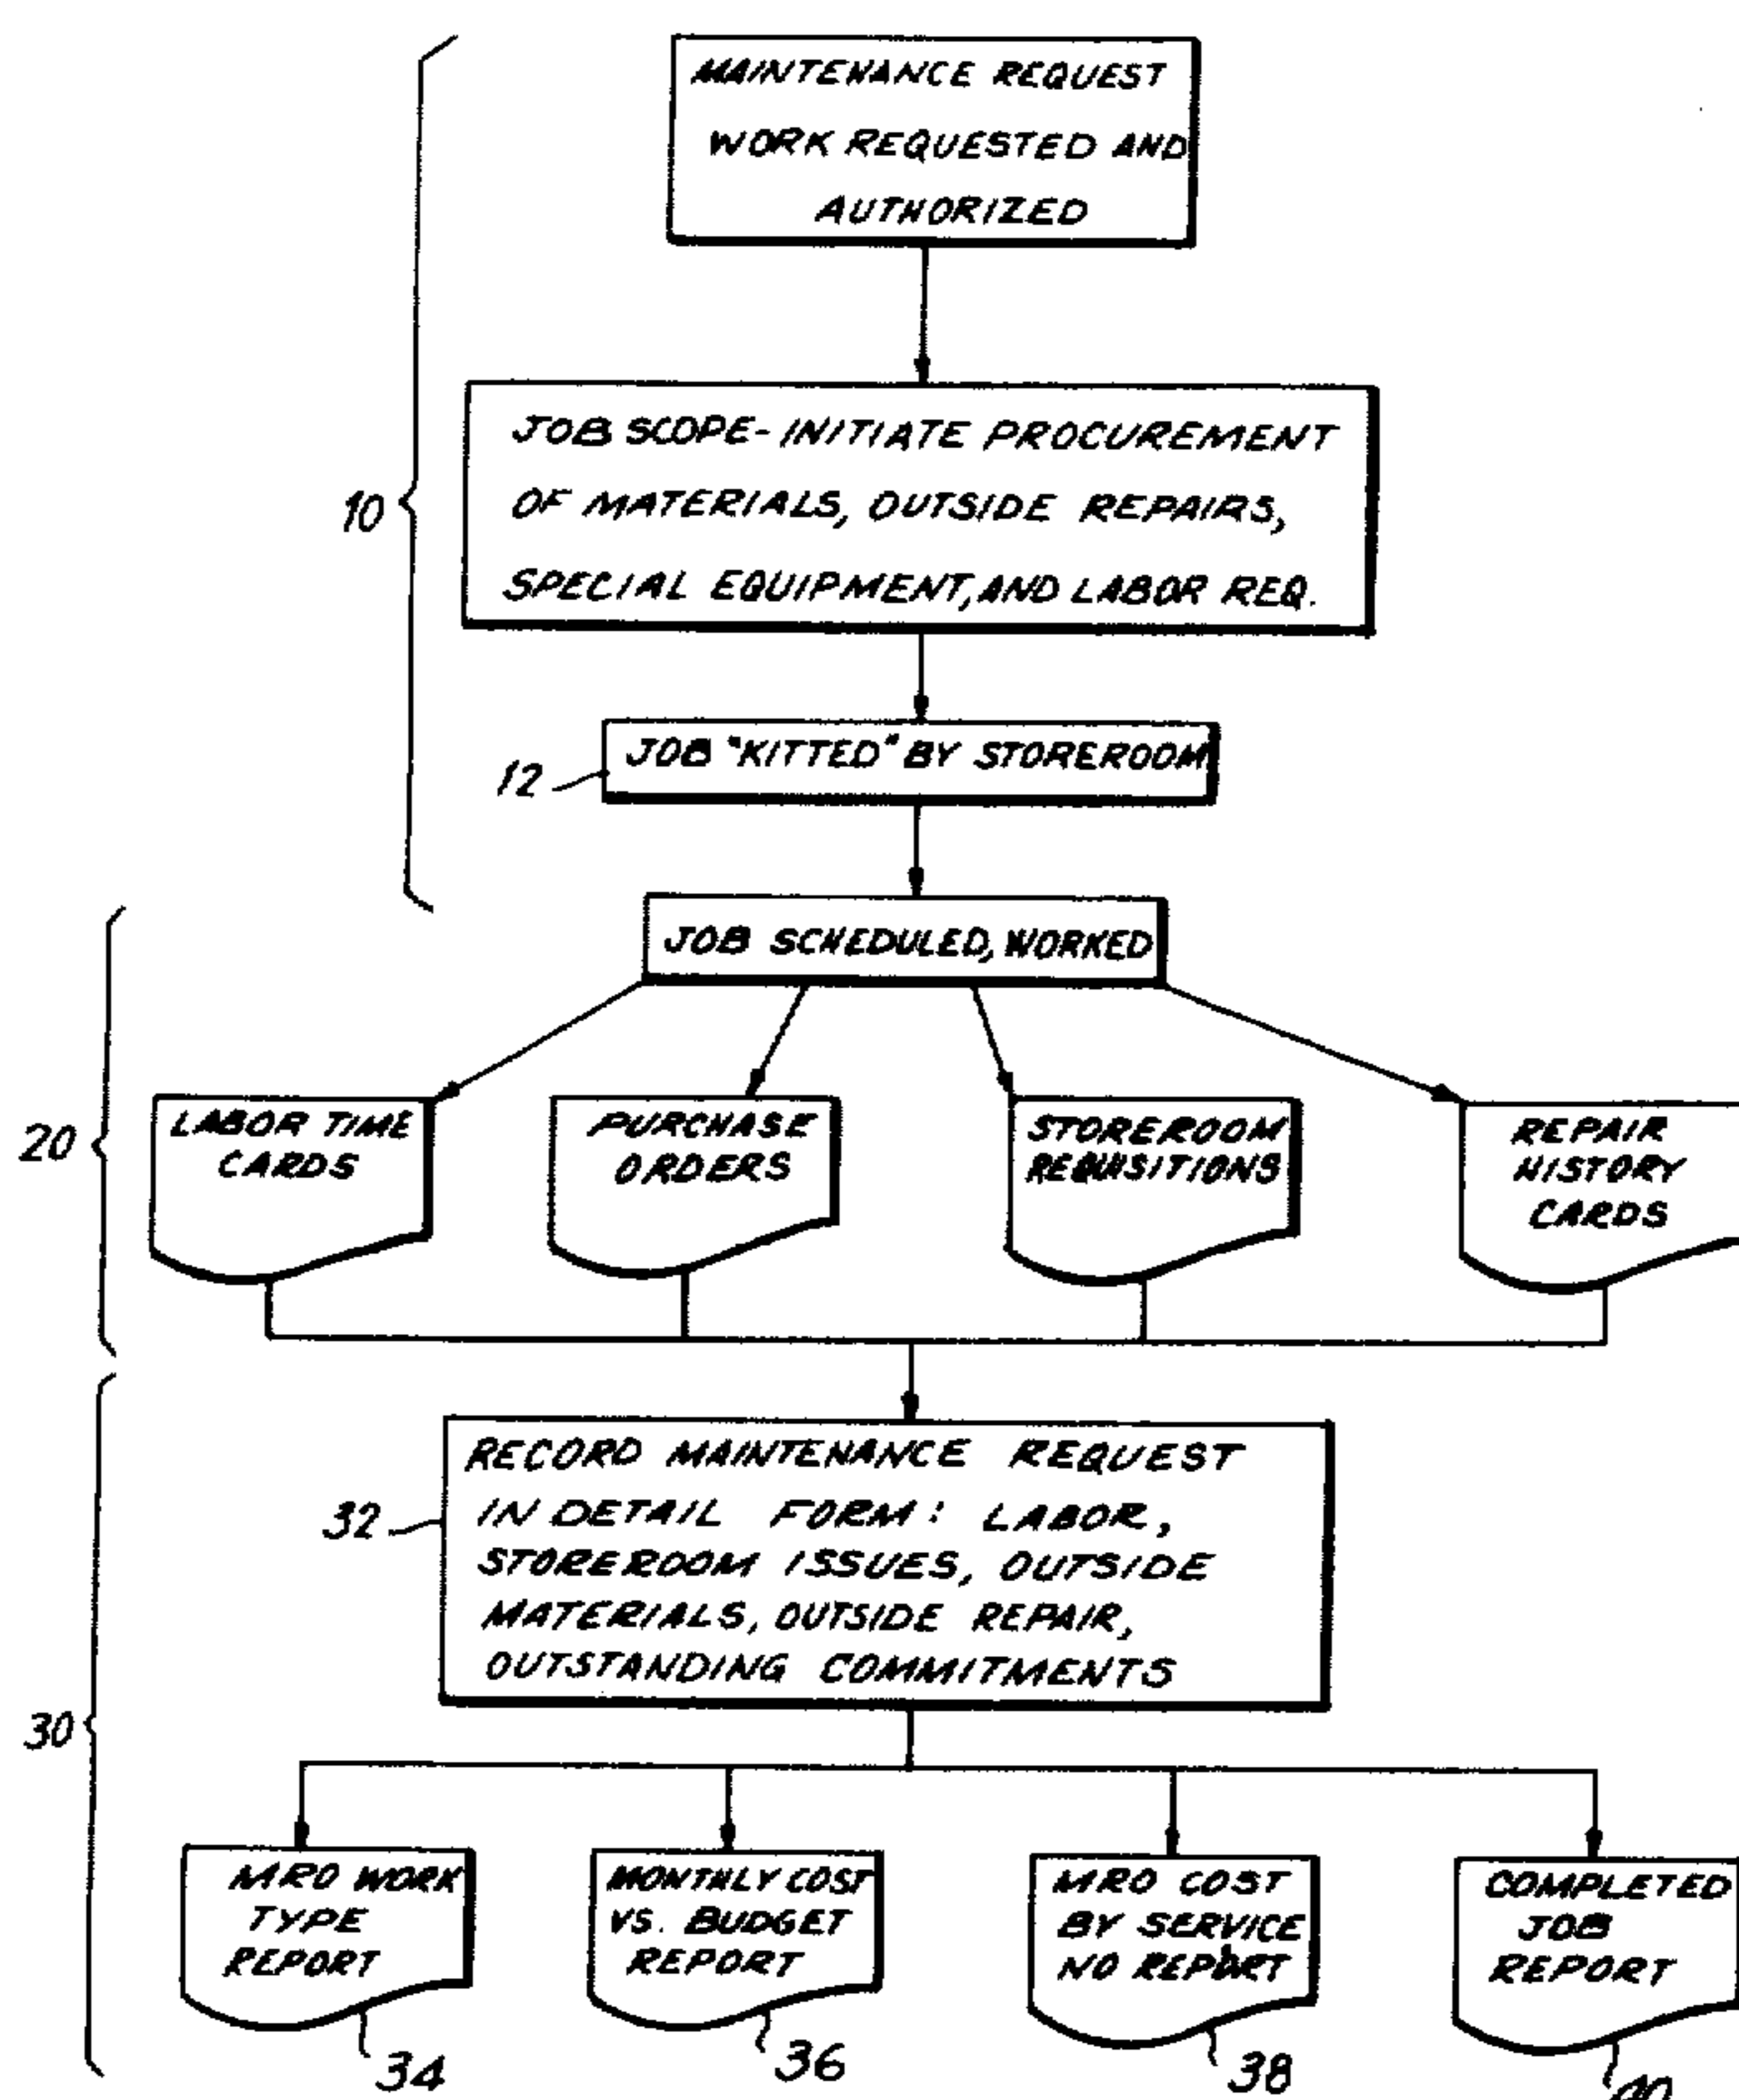 MAINTENANCE REQUEST
WORK REQUESTED AND
AUTHORIZED
JOB SCOPE-INITIATE PROCUREMENT
OF MATERIALS, OUTSIDE REPAIRS,
SPECIAL EQUIPMENT, AND LABOR REQ.
10
JOB "KITTED" BY STOREROOM
12
JOB SCHEDULED, WORKED
20
LABOR TIME
CARDS
PURCHASE
ORDERS
STOREROOM
REQUISITIONS
REPAIR
HISTORY
CARDS
RECORD MAINTENANCE REQUEST
IN DETAIL FORM: LABOR,
STOREROOM ISSUES, OUTSIDE
MATERIALS, OUTSIDE REPAIR,
OUTSTANDING COMMITMENTS
32
30
MRO WORK
TYPE
REPORT
34
MONTHLY COST
VS. BUDGET
REPORT
36
MRO COST
BY SERVICE
NO REPORT
38
COMPLETED
JOB
REPORT